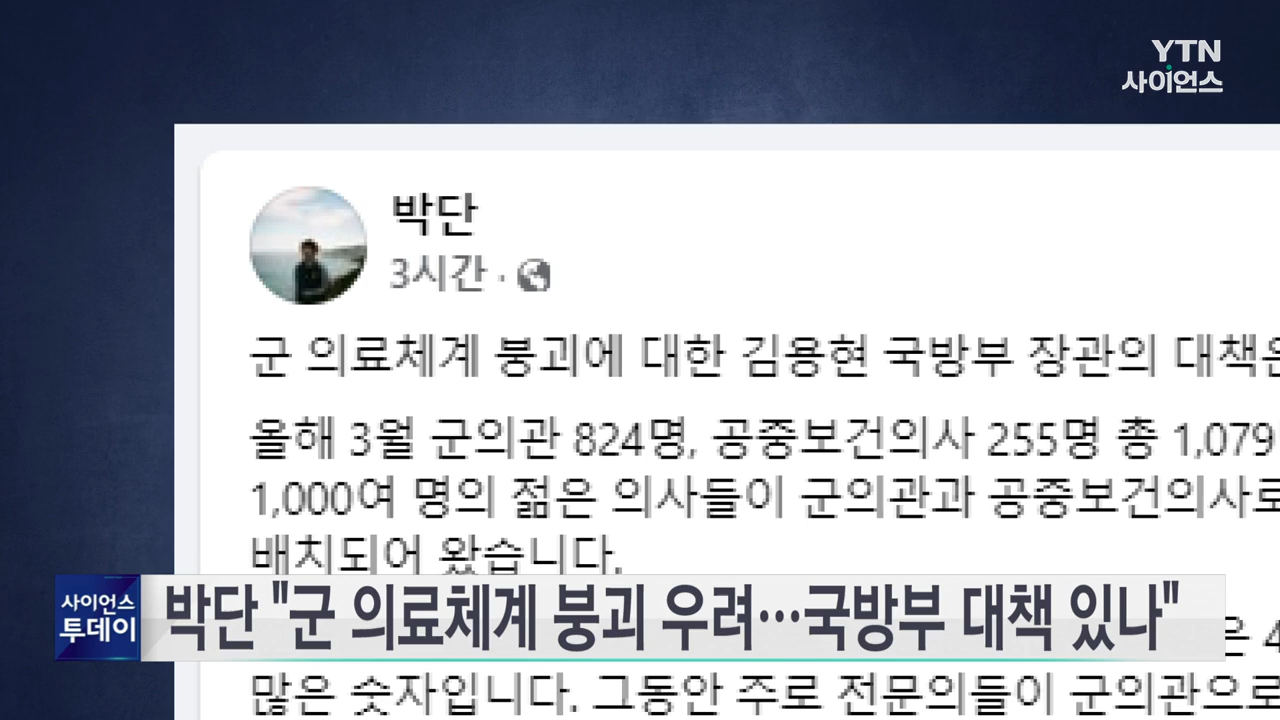 YTN
사이언스
박단
3시간 ·
군 의료체계 붕괴에 대한 김용현 국방부 장관의 대책은
올해 3월 군의관 824명, 공중보건의사 255명 총 1,079
1,000여 명의 젊은 의사들이 군의관과 공중보건의사로
배치되어 왔습니다.
사이언스
투데이
박단 "군 의료체계 붕괴 우려…국방부 대책 있나"
은 4
많은 숫자입니다. 그동안 주로 전문의들이 군의관으로